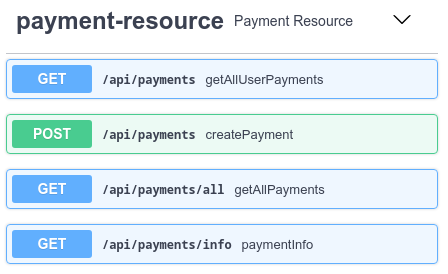 payment-resource Payment Resource
GET /api/payments getAllUserPayments
POST /api/payments createPayment
GET /api/payments/all getAllPayments
GET /api/payments/info paymentInfo